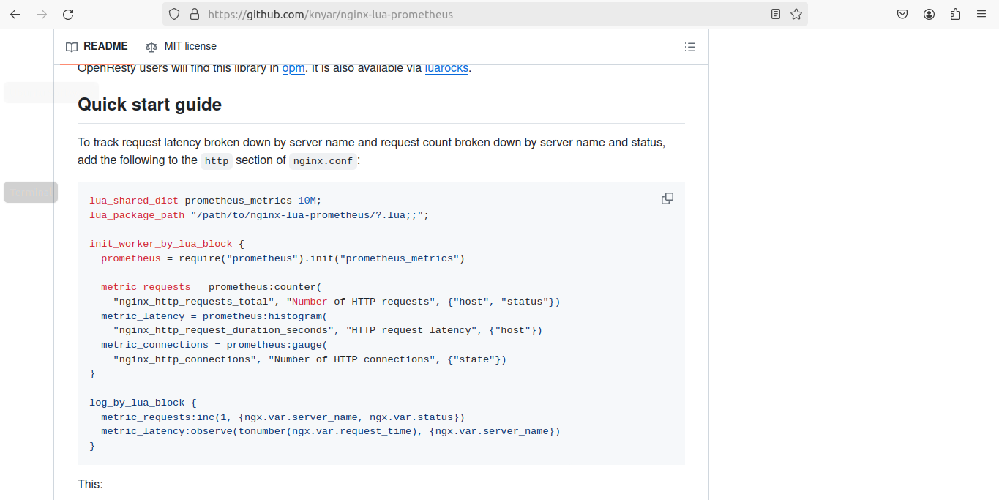 https://github.com/knyar/nginx-lua-prometheus
README MIT license
OpenResty users will find this library in opm. It is also available via luarocks.
Quick start guide
To track request latency broken down by server name and request count broken down by server name and status,
add the following to the http section of nginx.conf:
lua_shared_dict prometheus_metrics 10M;
lua_package_path "/path/to/nginx-lua-prometheus/?.lua;;";
init_worker_by_lua_block {
  prometheus = require("prometheus").init("prometheus_metrics")
  metric_requests = prometheus:counter(
    "nginx_http_requests_total", "Number of HTTP requests", {"host", "status"})
  metric_latency = prometheus:histogram(
    "nginx_http_request_duration_seconds", "HTTP request latency", {"host"})
  metric_connections = prometheus:gauge(
    "nginx_http_connections", "Number of HTTP connections", {"state"})
}
log_by_lua_block {
  metric_requests:inc(1, {ngx.var.server_name, ngx.var.status})
  metric_latency:observe(tonumber(ngx.var.request_time), {ngx.var.server_name})
}
This: